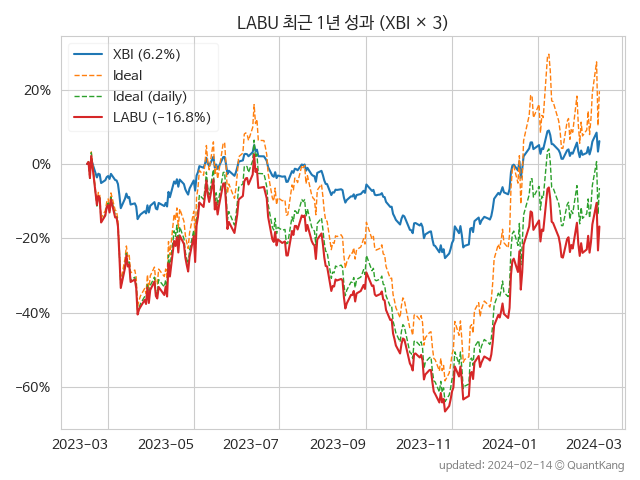 LABU 최근 1년 성과 (XBI × 3)
XBI (6.2%)
Ideal
Ideal (daily)
LABU (−16.8%)
20%
0%
−20%
−40%
−60%
2023-03 2023-05 2023-07 2023-09 2023-11 2024-01 2024-03
updated: 2024-02-14 © QuantKang